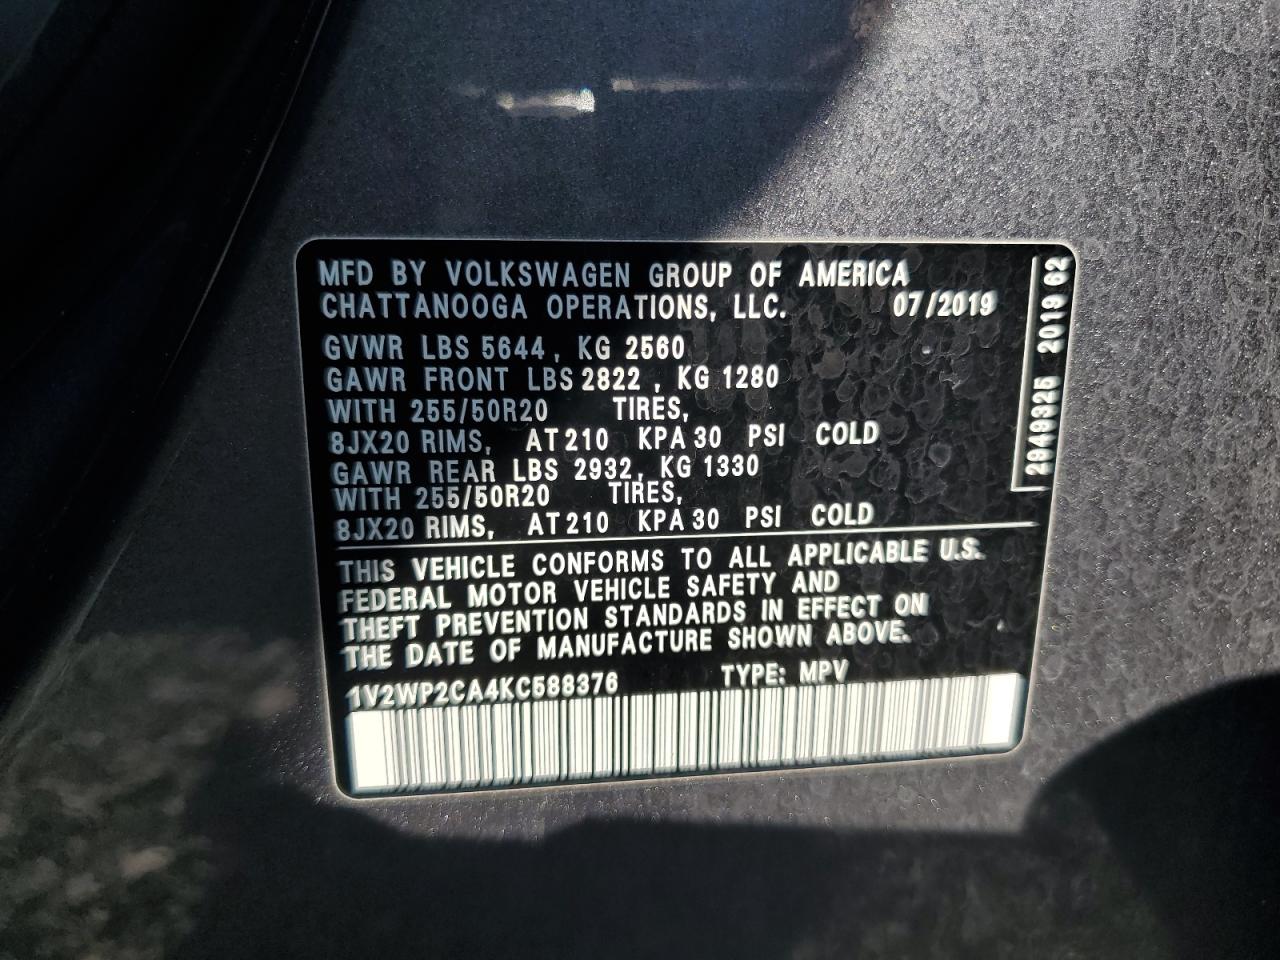 MFD BY VOLKSWAGEN GROUP OF AMERICA
CHATTANOOGA OPERATIONS, LLC. 07/2019
GVWR LBS 5644, KG 2560
GAWR FRONT LBS 2822, KG 1280
WITH 255/50R20 TIRES,
8JX20 RIMS, AT 210 KPA 30 PSI COLD
GAWR REAR LBS 2932, KG 1330
WITH 255/50R20 TIRES,
8JX20 RIMS, AT 210 KPA 30 PSI COLD
THIS VEHICLE CONFORMS TO ALL APPLICABLE U.S.
FEDERAL MOTOR VEHICLE SAFETY AND
THEFT PREVENTION STANDARDS IN EFFECT ON
THE DATE OF MANUFACTURE SHOWN ABOVE.
1V2WP2CA4KC588376 TYPE: MPV
2949325 2019 62